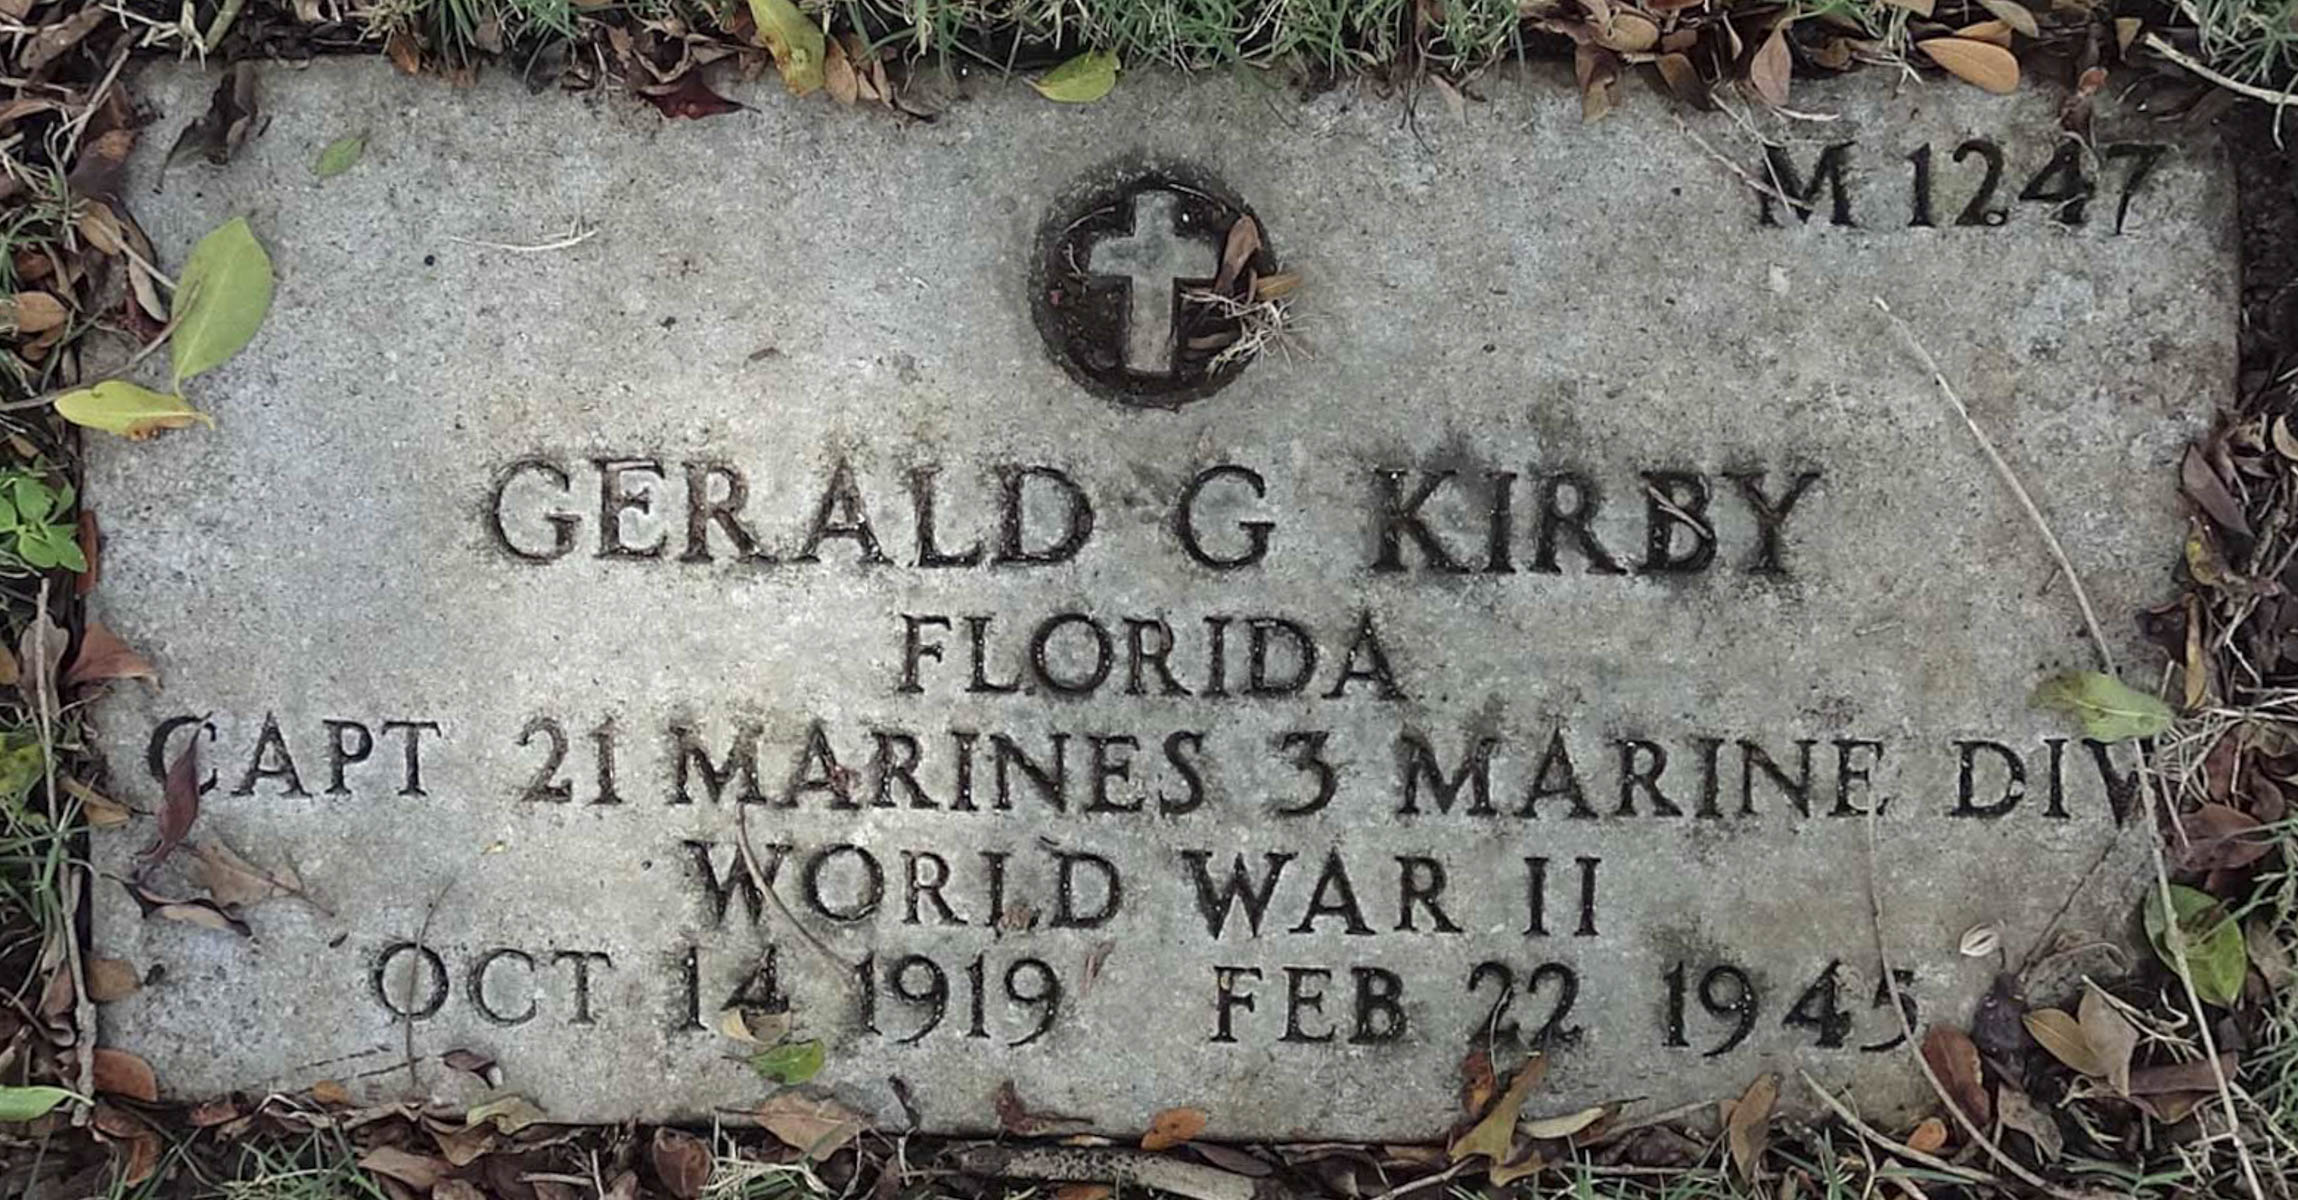 M 1247
GERALD G KIRBY
FLORIDA
CAPT 21 MARINES 3 MARINE DIV
WORLD WAR II
OCT 14 1919 FEB 22 1945